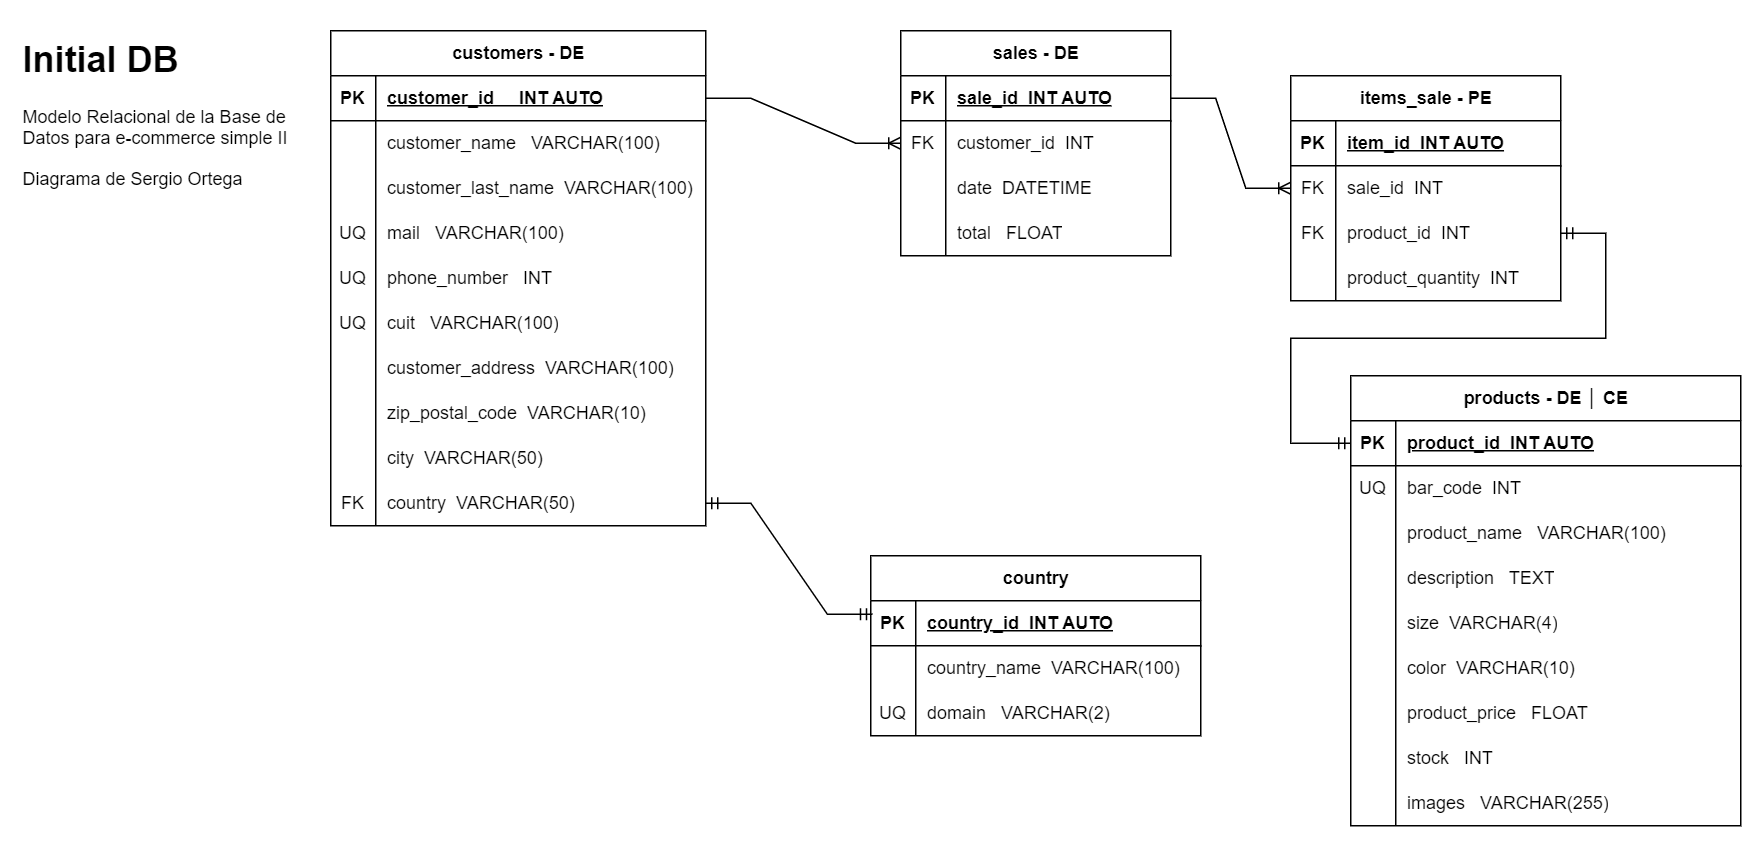 Initial DB
Modelo Relacional de la Base de
Datos para e-commerce simple II
Diagrama de Sergio Ortega
customers - DE
PK customer_id INT AUTO
customer_name VARCHAR(100)
customer_last_name VARCHAR(100)
UQ mail VARCHAR(100)
UQ phone_number INT
UQ cuit VARCHAR(100)
customer_address VARCHAR(100)
zip_postal_code VARCHAR(10)
city VARCHAR(50)
FK country VARCHAR(50)
sales - DE
PK sale_id INT AUTO
FK customer_id INT
date DATETIME
total FLOAT
items_sale - PE
PK item_id INT AUTO
FK sale_id INT
FK product_id INT
product_quantity INT
country
PK country_id INT AUTO
country_name VARCHAR(100)
UQ domain VARCHAR(2)
products - DE | CE
PK product_id INT AUTO
UQ bar_code INT
product_name VARCHAR(100)
description TEXT
size VARCHAR(4)
color VARCHAR(10)
product_price FLOAT
stock INT
images VARCHAR(255)